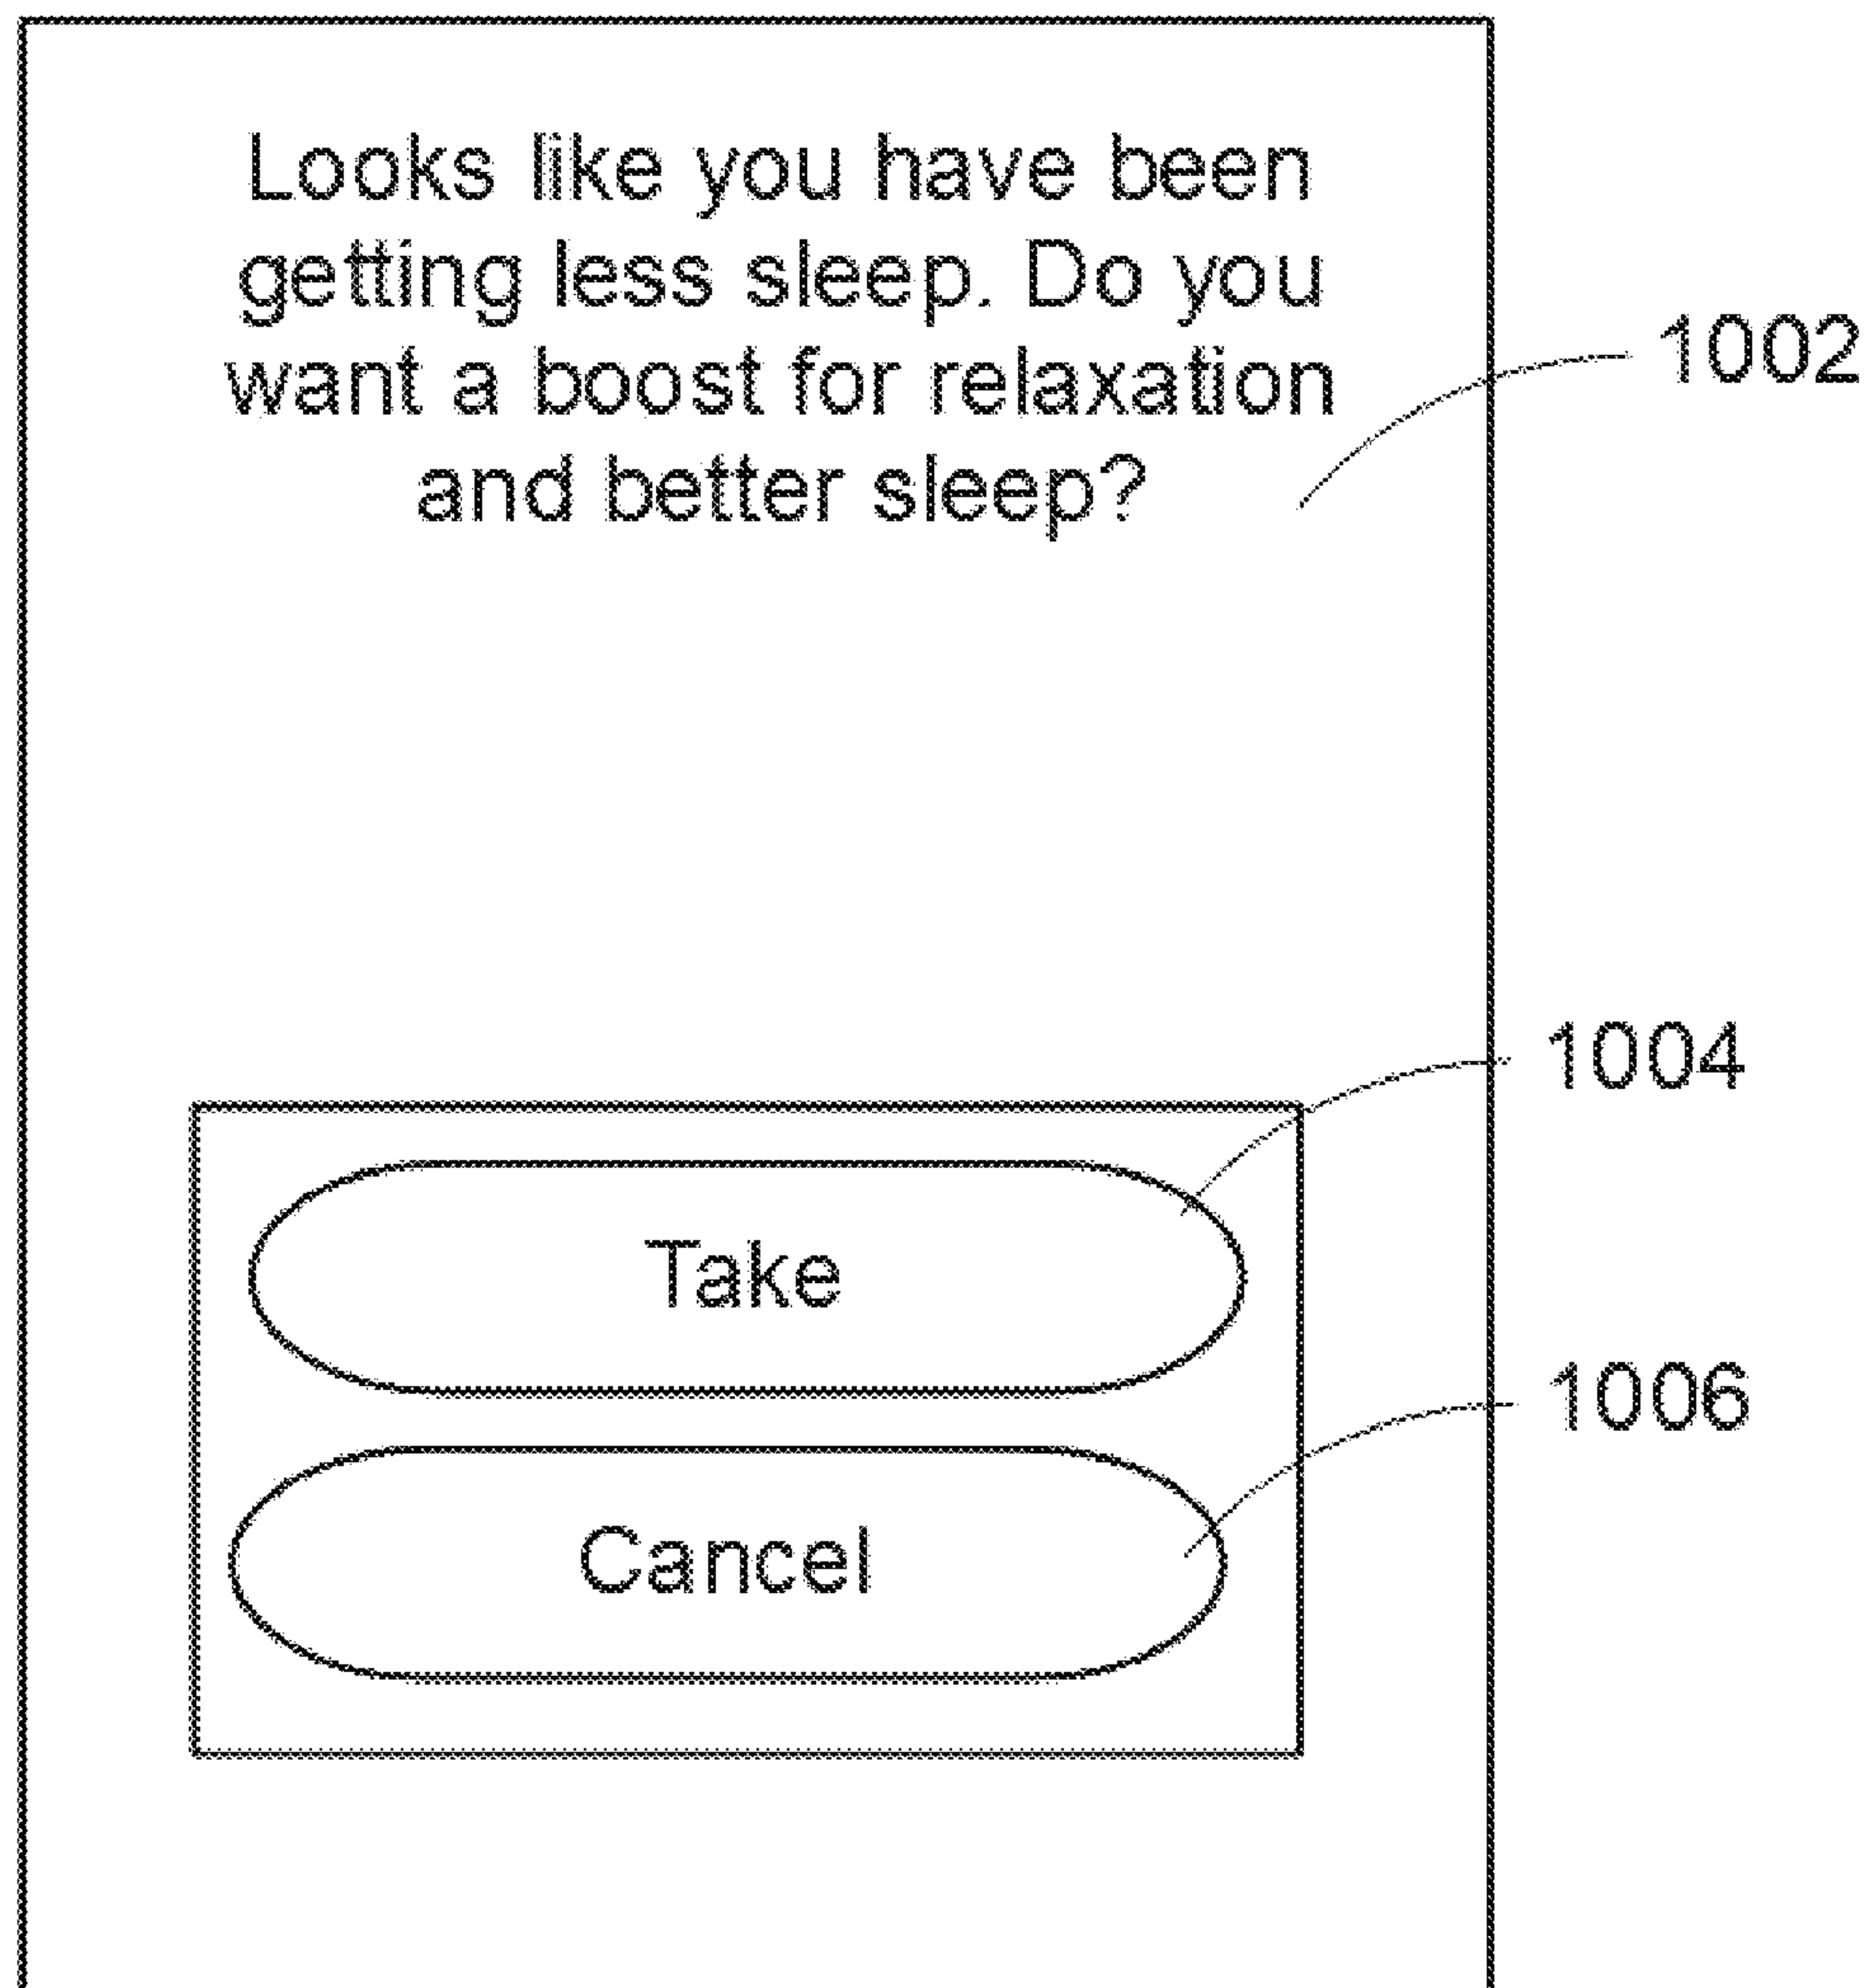 Looks like you have been
getting less sleep. Do you
want a boost for relaxation
and better sleep?
1002
1004
Take
1006
Cancel